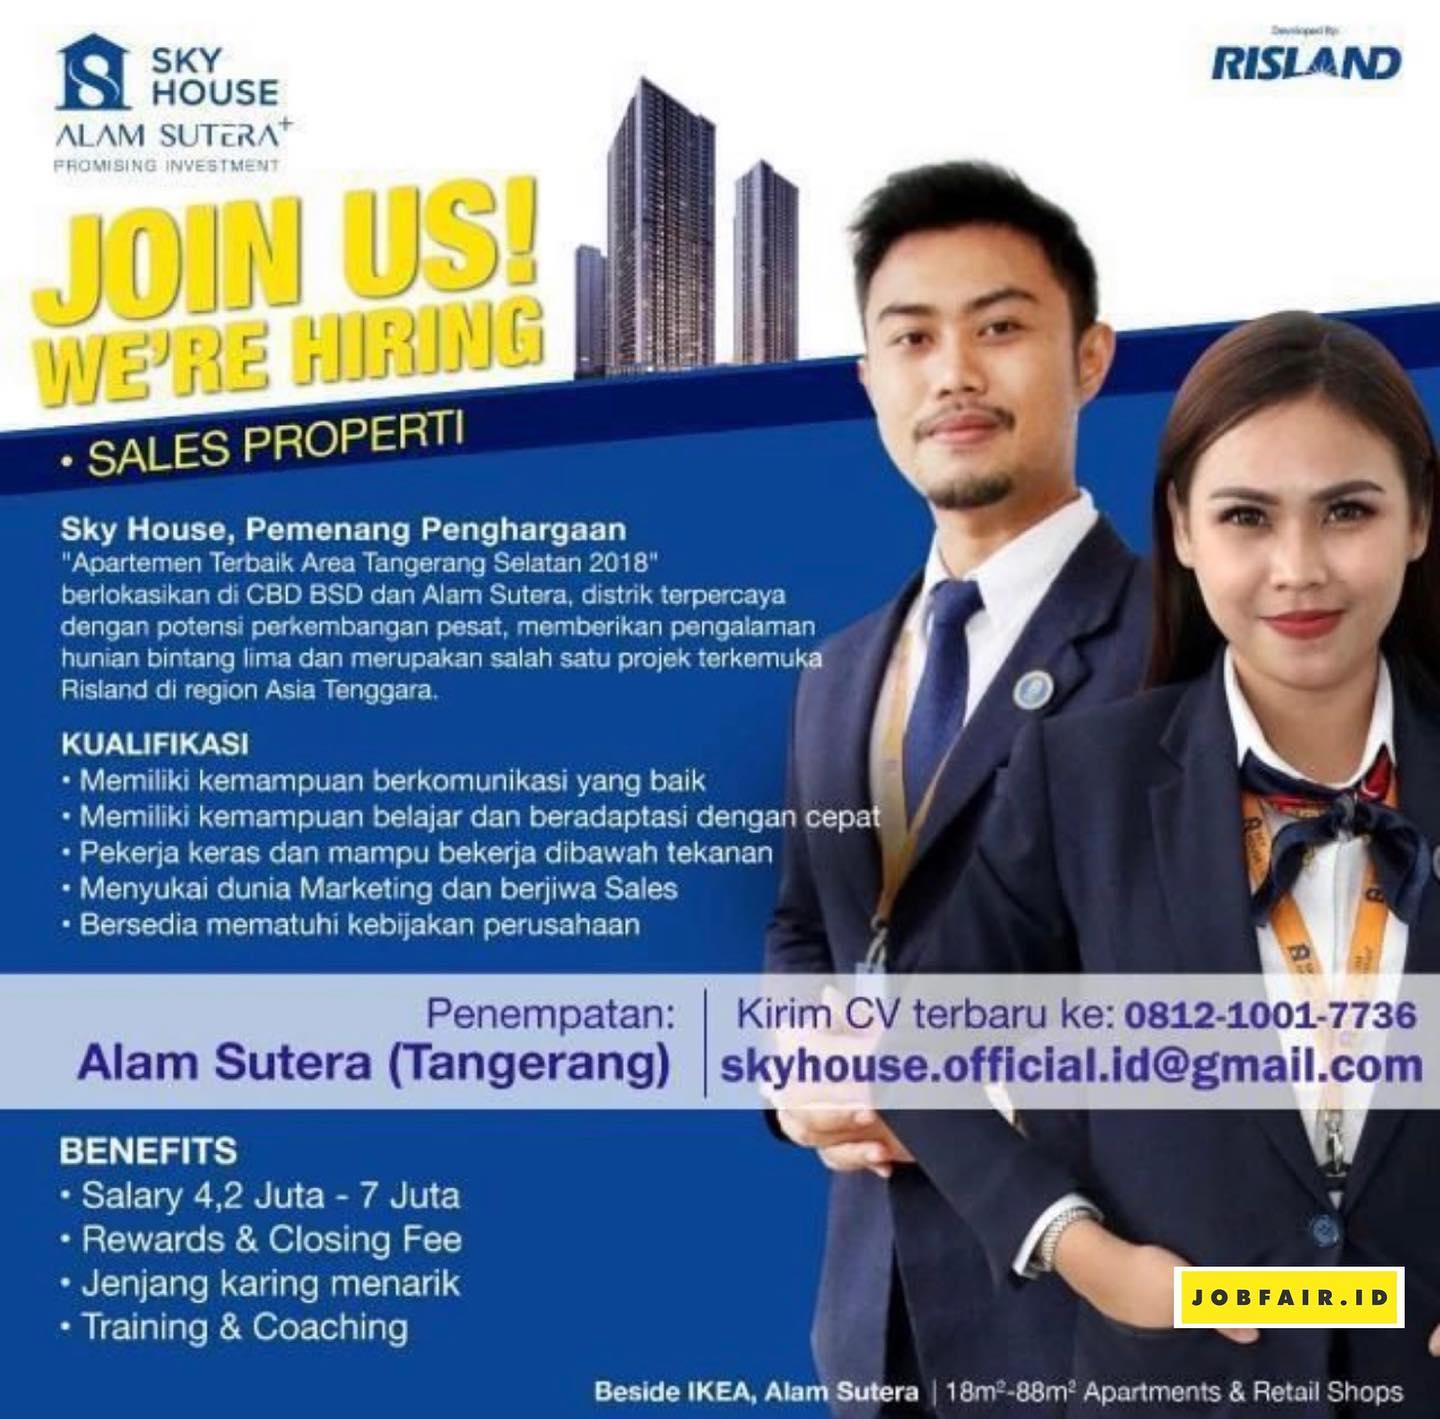 SKY
HOUSE
ALAM SUTERA+
PROMISING INVESTMENT
Developed By:
RISLAND
JOIN US!
WE'RE HIRING
• SALES PROPERTI
Sky House, Pemenang Penghargaan
"Apartemen Terbaik Area Tangerang Selatan 2018"
berlokasikan di CBD BSD dan Alam Sutera, distrik terpercaya
dengan potensi perkembangan pesat, memberikan pengalaman
hunian bintang lima dan merupakan salah satu projek terkemuka
Risland di region Asia Tenggara.
KUALIFIKASI
• Memiliki kemampuan berkomunikasi yang baik
• Memiliki kemampuan belajar dan beradaptasi dengan cepat
• Pekerja keras dan mampu bekerja dibawah tekanan
• Menyukai dunia Marketing dan berjiwa Sales
• Bersedia mematuhi kebijakan perusahaan
Penempatan:
Alam Sutera (Tangerang)
Kirim CV terbaru ke: 0812-1001-7736
skyhouse.official.id@gmail.com
BENEFITS
• Salary 4,2 Juta - 7 Juta
• Rewards & Closing Fee
• Jenjang karing menarik
• Training & Coaching
JOBFAIR.ID
Beside IKEA, Alam Sutera | 18m²-88m² Apartments & Retail Shops